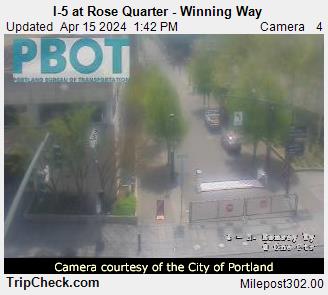 I-5 at Rose Quarter - Winning Way
Updated Apr 15 2024 1:42 PM Camera 4
PBOT
PORTLAND BUREAU OF TRANSPORTATION
Camera courtesy of the City of Portland
TripCheck.com Milepost302.00